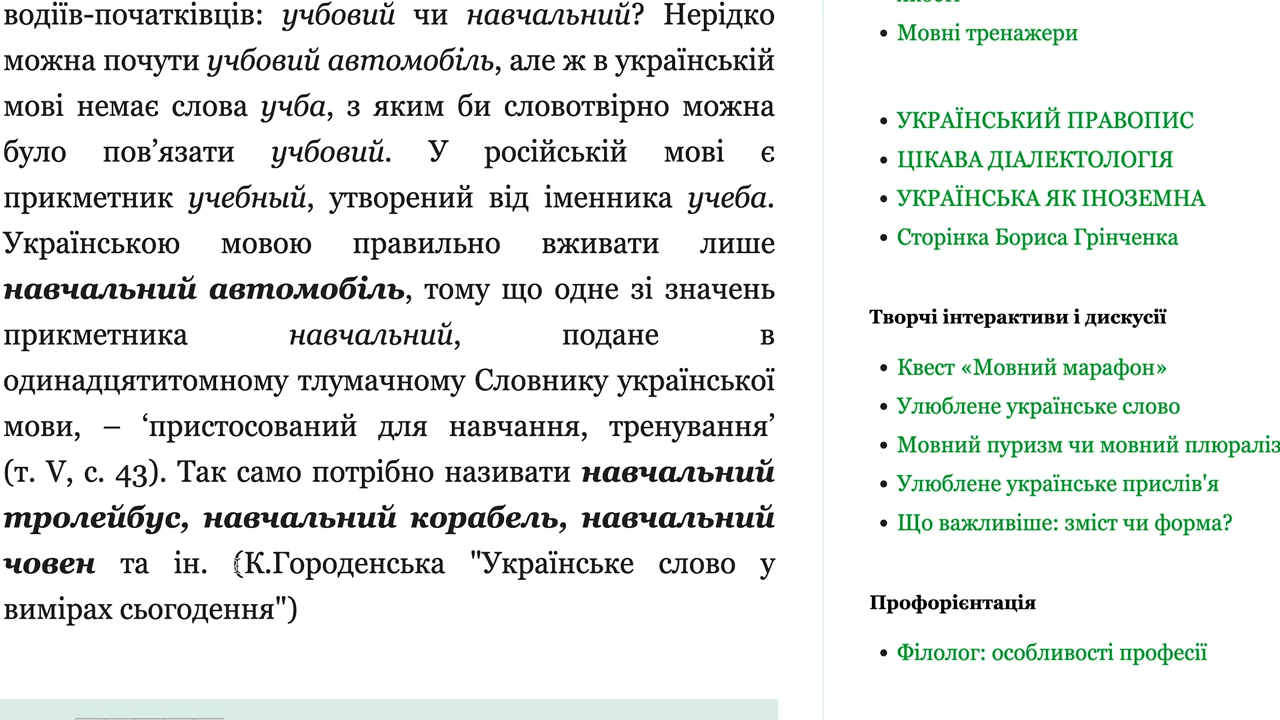 водіїв-початківців: учбовий чи навчальний? Нерідко
можна почути учбовий автомобіль, але ж в українській
мові немає слова учба, з яким би словотвірно можна
було пов’язати учбовий. У російській мові є
прикметник учебный, утворений від іменника учеба.
Українською мовою правильно вживати лише
навчальний автомобіль, тому що одне зі значень
прикметника навчальний, подане в
одинадцятитомному тлумачному Словнику української
мови, – ‘пристосований для навчання, тренування’
(т. V, с. 43). Так само потрібно називати навчальний
тролейбус, навчальний корабель, навчальний
човен та ін. (К.Городенська "Українське слово у
вимірах сьогодення")
• Мовні тренажери
• УКРАЇНСЬКИЙ ПРАВОПИС
• ЦІКАВА ДІАЛЕКТОЛОГІЯ
• УКРАЇНСЬКА ЯК ІНОЗЕМНА
• Сторінка Бориса Грінченка
Творчі інтерактиви і дискусії
• Квест «Мовний марафон»
• Улюблене українське слово
• Мовний пуризм чи мовний плюраліз
• Улюблене українське прислів'я
• Що важливіше: зміст чи форма?
Профорієнтація
• Філолог: особливості професії